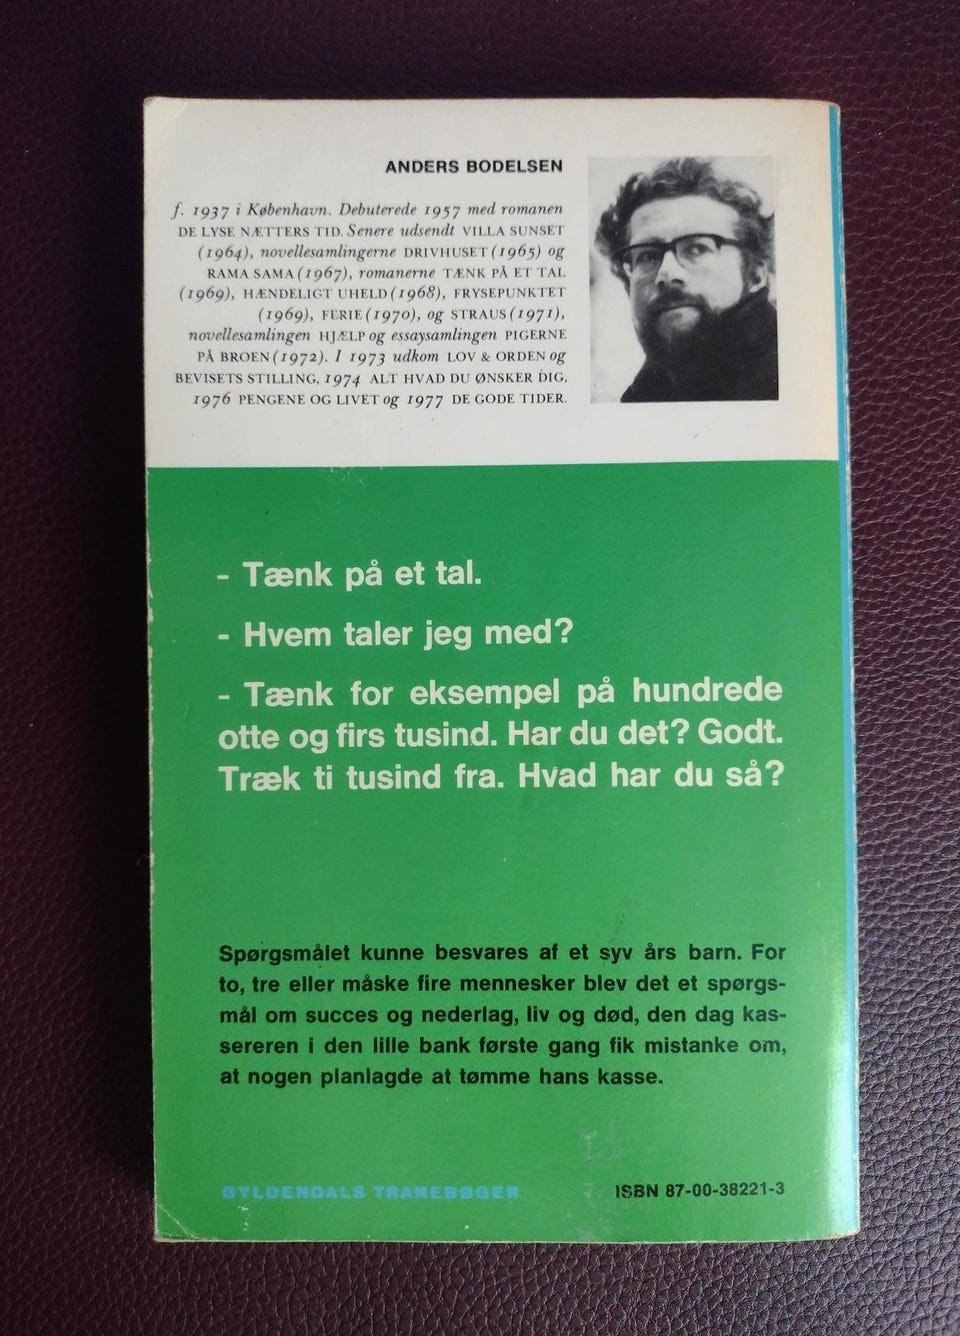 ANDERS BODELSEN
f. 1937 i København. Debuterede 1957 med romanen
DE LYSE NÆTTERS TID. Senere udsendt VILLA SUNSET
(1964), novellesamlingerne DRIVHUSET (1965) og
RAMA SAMA (1967), romanerne TÆNK PÅ ET TAL
(1969), HÆNDELIGT UHELD (1968), FRYSEPUNKTET
(1969), FERIE (1970), og STRAUS (1971),
novellesamlingen HJÆLP og essaysamlingen PIGERNE
PÅ BROEN (1972). I 1973 udkom LOV & ORDEN og
BEVISETS STILLING, 1974 ALT HVAD DU ØNSKER DIG,
1976 PENGENE OG LIVET og 1977 DE GODE TIDER.
- Tænk på et tal.
- Hvem taler jeg med?
- Tænk for eksempel på hundrede
otte og firs tusind. Har du det? Godt.
Træk ti tusind fra. Hvad har du så?
Spørgsmålet kunne besvares af et syv års barn. For
to, tre eller måske fire mennesker blev det et spørgs-
mål om succes og nederlag, liv og død, den dag kas-
sereren i den lille bank første gang fik mistanke om,
at nogen planlagde at tømme hans kasse.
GYLDENDALS TRANEBØGER
ISBN 87-00-38221-3